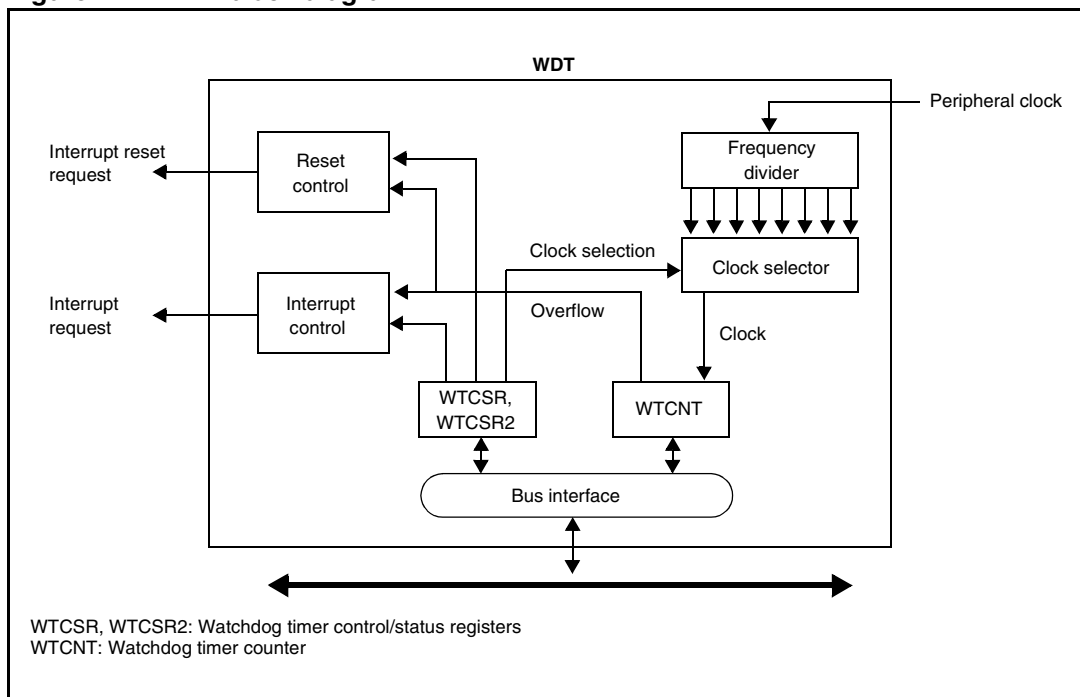 WDT
Peripheral clock
Interrupt reset
request
Reset
control
Frequency
divider
Clock selection
Clock selector
Interrupt
request
Interrupt
control
Overflow
Clock
WTCSR,
WTCSR2
WTCNT
Bus interface
WTCSR, WTCSR2: Watchdog timer control/status registers
WTCNT: Watchdog timer counter